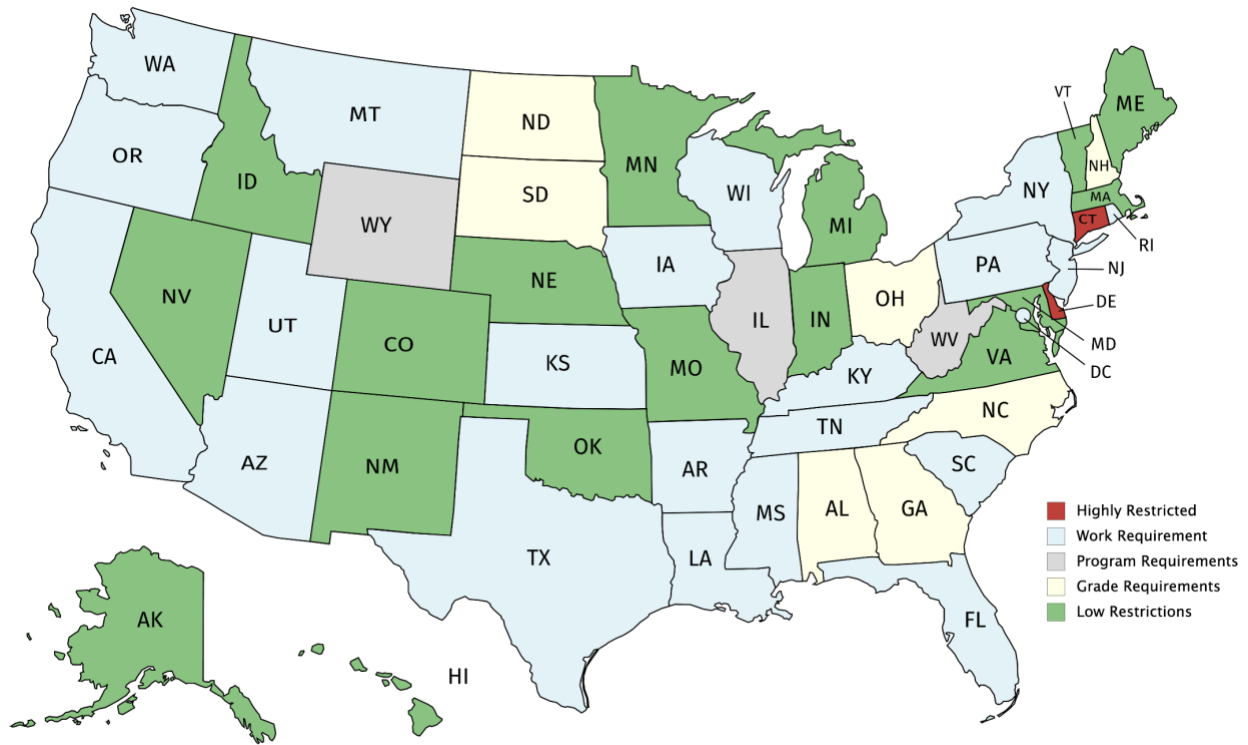 WA
MT
ND
MN
VT
ME
OR
ID
SD
WI
NY
NH
MA
CT
RI
WY
MI
IA
PA
NJ
NE
NV
OH
DE
UT
IL
IN
WV
MD
CO
KS
MO
VA
DC
CA
KY
NC
TN
AZ
NM
OK
AR
SC
MS
AL
GA
TX
LA
AK
FL
HI
Highly Restricted
Work Requirement
Program Requirements
Grade Requirements
Low Restrictions